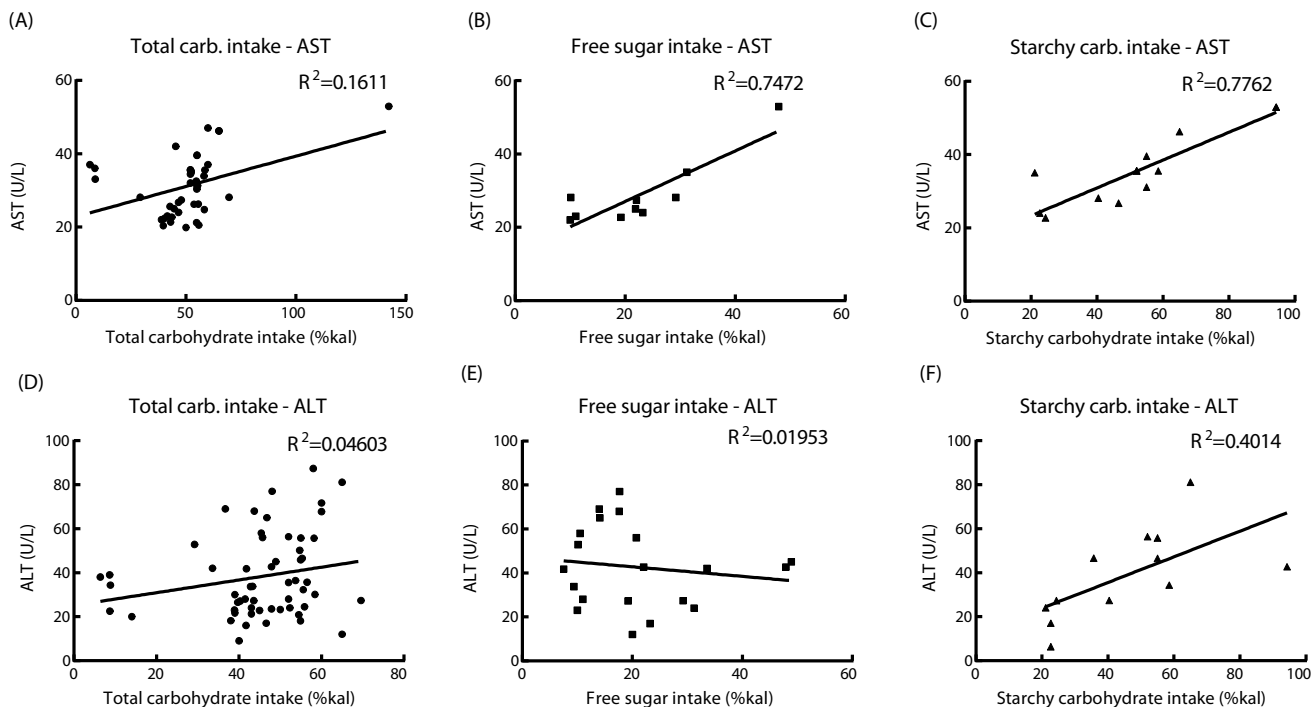 (A)
Total carb. intake - AST
R²=0.1611
60
40
20
0
AST (U/L)
0
50
100
150
Total carbohydrate intake (%kal)
(B)
Free sugar intake - AST
R²=0.7472
60
40
20
0
AST (U/L)
0
20
40
60
Free sugar intake (%kal)
(C)
Starchy carb. intake - AST
R²=0.7762
60
40
20
0
AST (U/L)
0
20
40
60
80
100
Starchy carbohydrate intake (%kal)
(D)
Total carb. intake - ALT
R²=0.04603
100
80
60
40
20
0
ALT (U/L)
0
20
40
60
80
Total carbohydrate intake (%kal)
(E)
Free sugar intake - ALT
R²=0.01953
100
80
60
40
20
0
ALT (U/L)
0
20
40
60
Free sugar intake (%kal)
(F)
Starchy carb. intake - ALT
R²=0.4014
100
80
60
40
20
0
ALT (U/L)
0
20
40
60
80
100
Starchy carbohydrate intake (%kal)